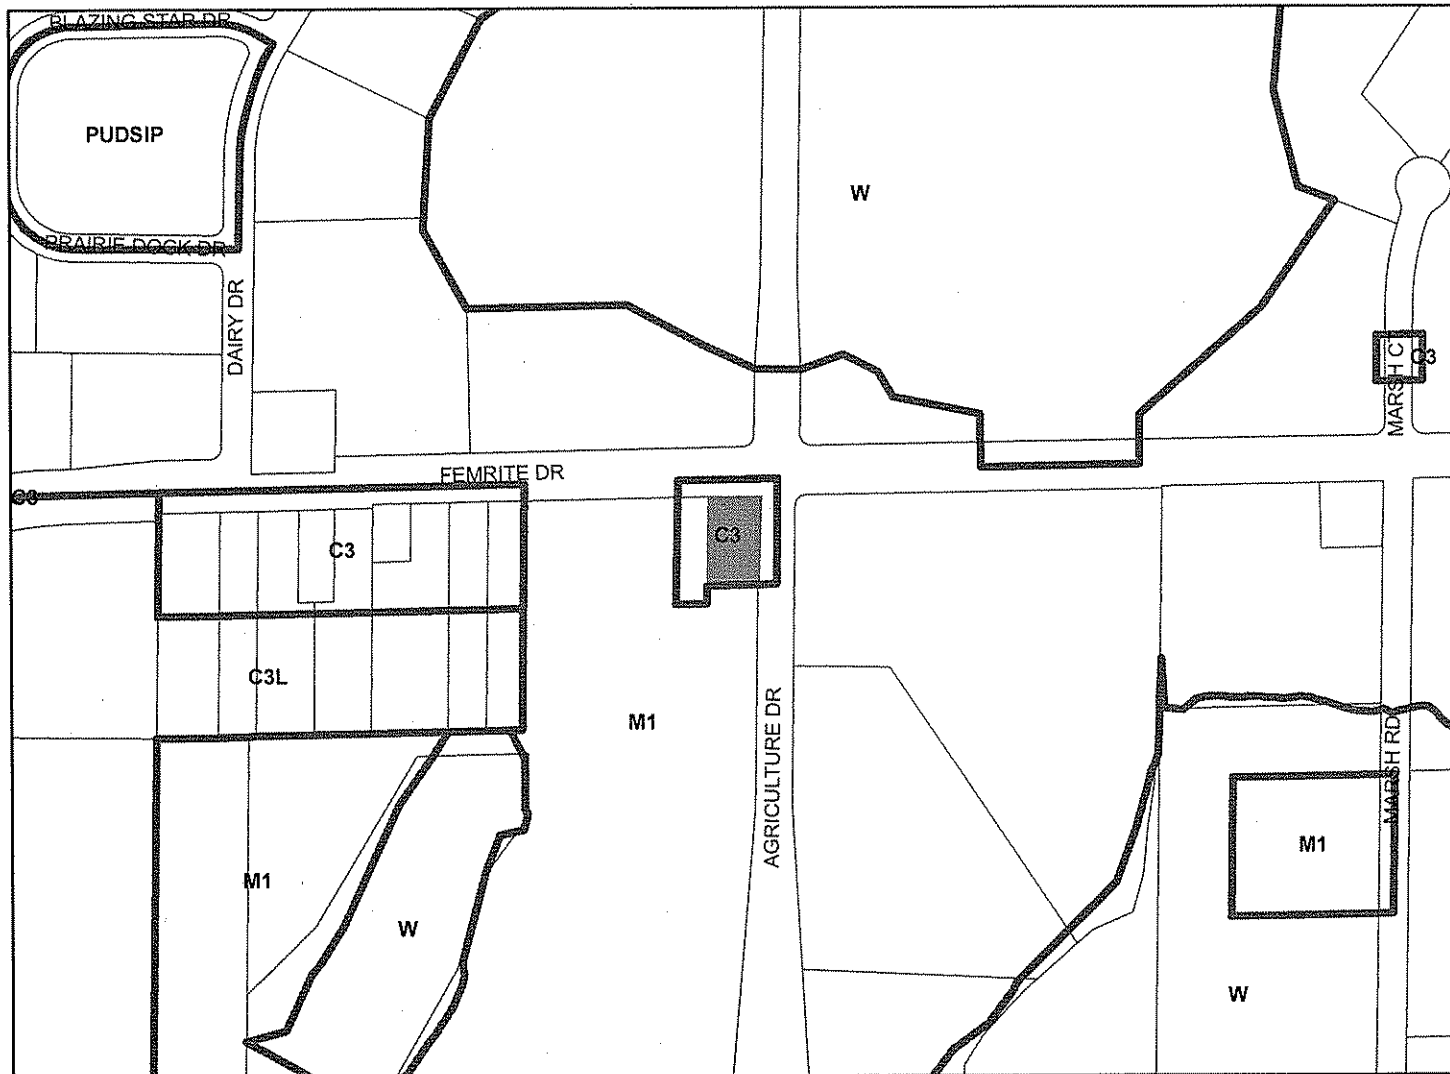 BLAZING STAR DR
PUDSIP
W
PRAIRIE DOCK DR
DAIRY DR
C3
MARSH C
FEMRITE DR
C3
C3
C3
C3L
M1
AGRICULTURE DR
MARSH RD
M1
M1
W
W